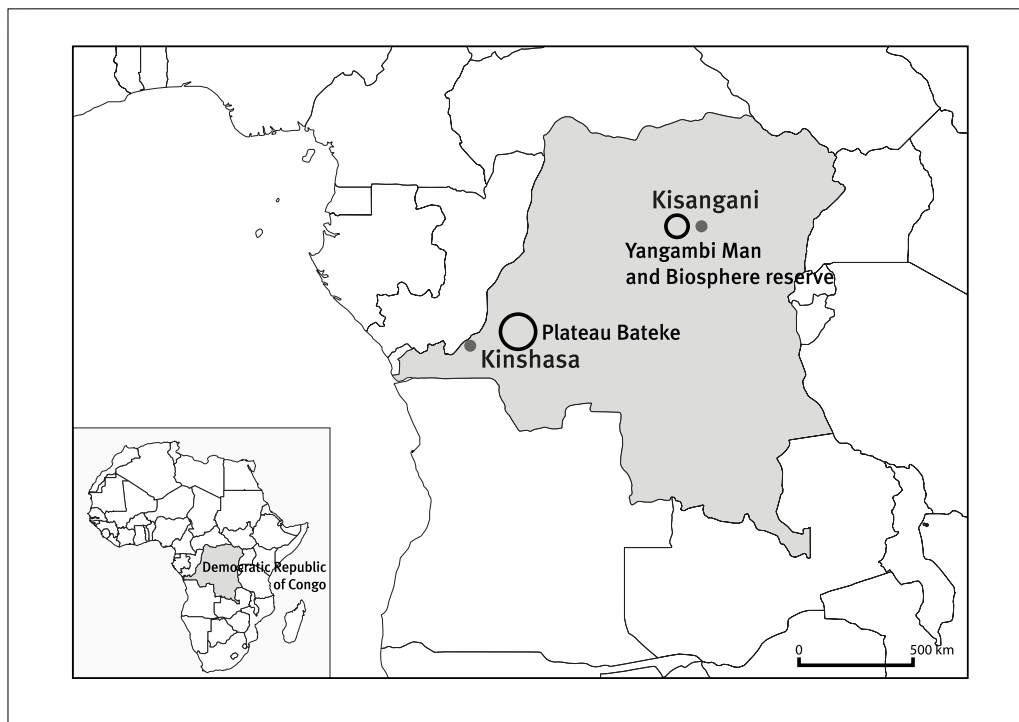 Kisangani
Yangambi Man
and Biosphere reserve
Plateau Bateke
Kinshasa
Democratic Republic
of Congo
0 500 km